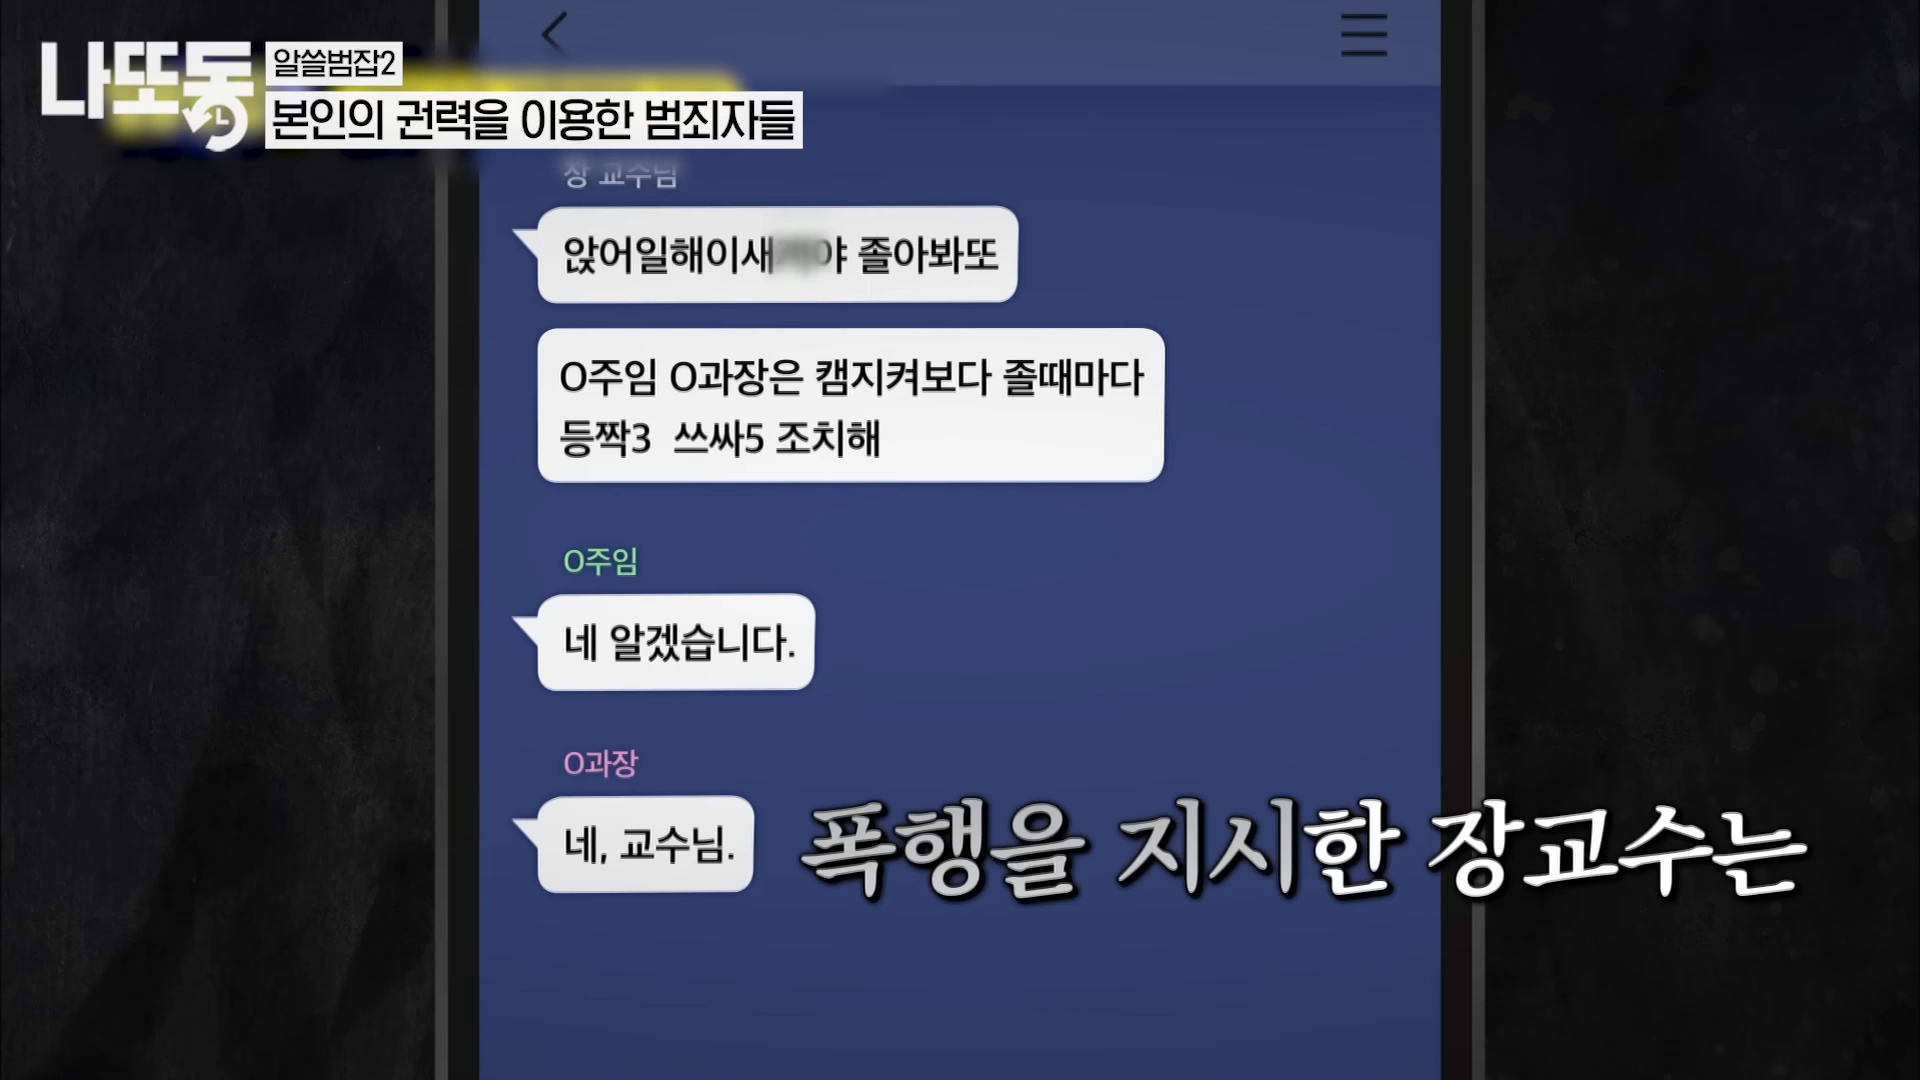 나또동
알쓸범잡2
본인의 권력을 이용한 범죄자들
장 교수님
앉어일해이새 야 졸아봐또
O주임 O과장은 캠지켜보다 졸때마다
등짝3 쓰싸5 조치해
O주임
네 알겠습니다.
O과장
네, 교수님.
폭행을 지시한 장교수는